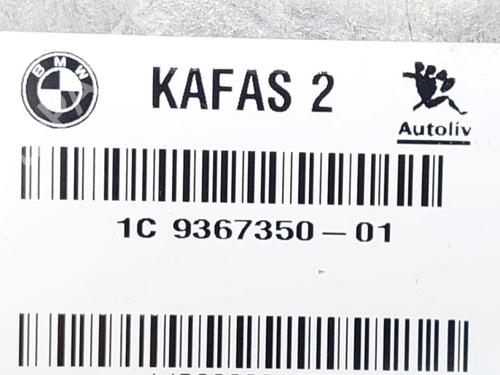 BMW
KAFAS 2
Autoliv
1C 9367350-01